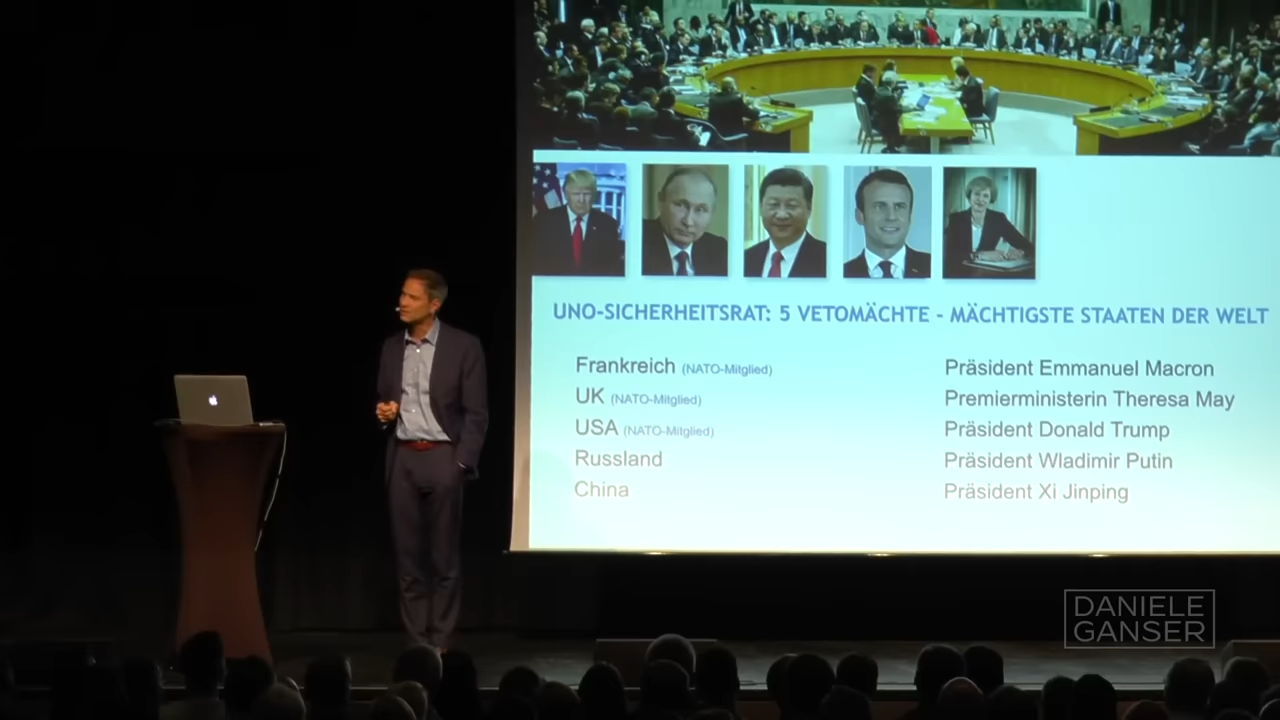 UNO-SICHERHEITSRAT: 5 VETOMÄCHTE - MÄCHTIGSTE STAATEN DER WELT
Frankreich (NATO-Mitglied) Präsident Emmanuel Macron
UK (NATO-Mitglied) Premierministerin Theresa May
USA (NATO-Mitglied) Präsident Donald Trump
Russland Präsident Wladimir Putin
China Präsident Xi Jinping
DANIELE
GANSER